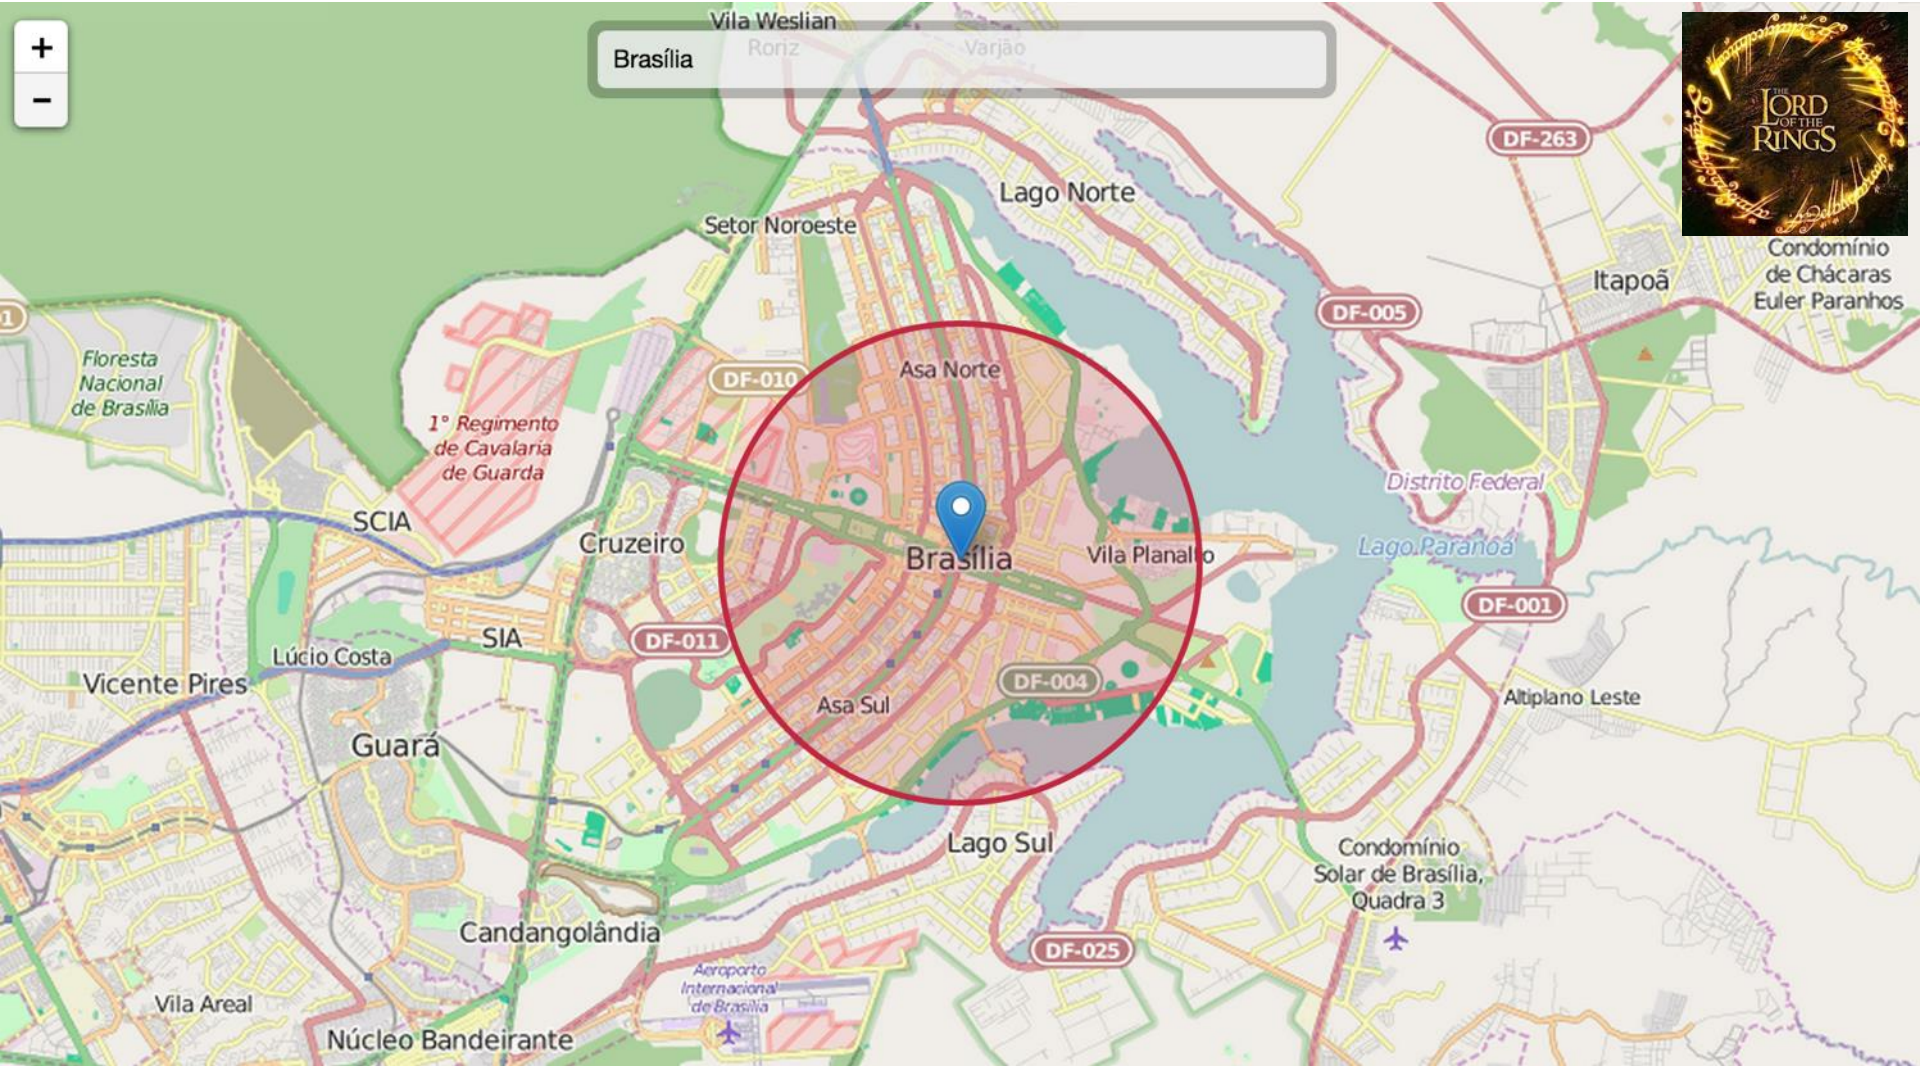 +
−
Vila Weslian
Roriz
Varjão
Brasília
THE
LORD
OF THE
RINGS
DF-263
Lago Norte
Setor Noroeste
Condomínio
de Chácaras
Euler Paranhos
Itapoã
DF-005
Floresta
Nacional
de Brasília
Asa Norte
DF-010
1° Regimento
de Cavalaria
de Guarda
Distrito Federal
SCIA
Cruzeiro
Brasília
Vila Planalto
Lago Paranoá
DF-001
SIA
DF-011
Lúcio Costa
Vicente Pires
DF-004
Asa Sul
Altiplano Leste
Guará
Lago Sul
Condomínio
Solar de Brasília,
Quadra 3
Candangolândia
DF-025
Aeroporto
Internacional
de Brasília
Vila Areal
Núcleo Bandeirante